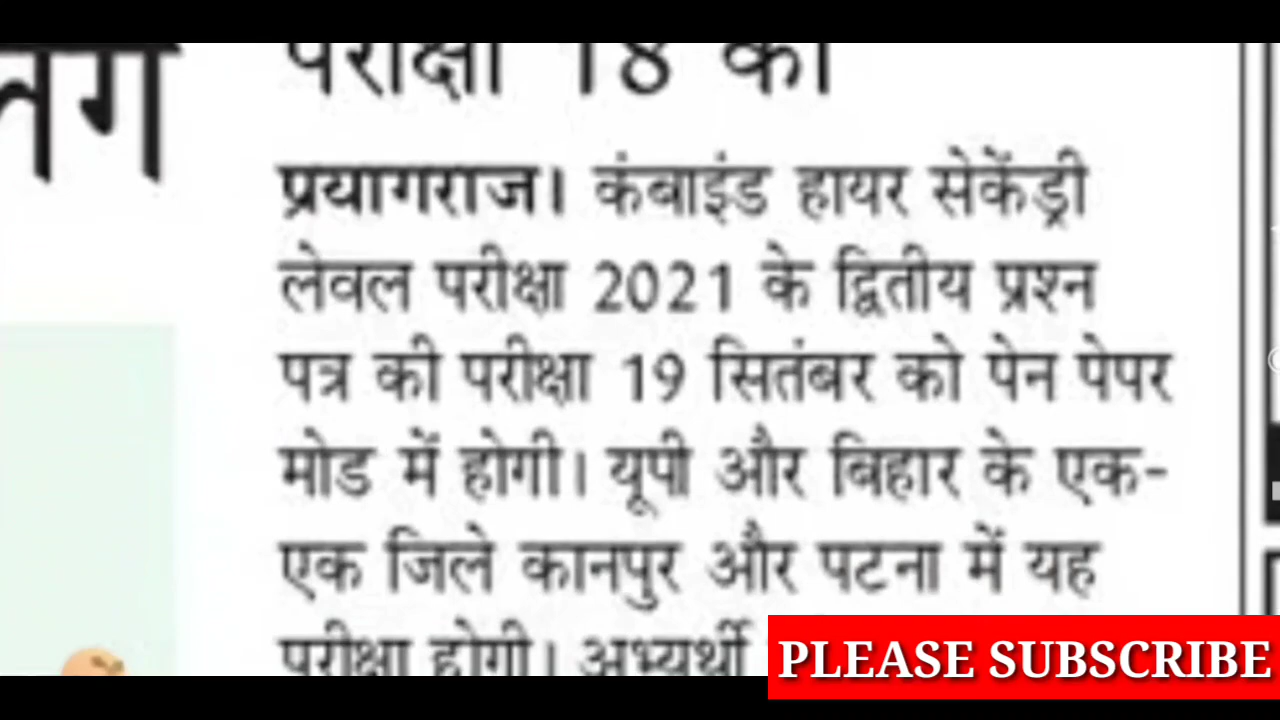 परीक्षा 18 को
प्रयागराज। कंबाइंड हायर सेकेंड्री
लेवल परीक्षा 2021 के द्वितीय प्रश्न
पत्र की परीक्षा 19 सितंबर को पेन पेपर
मोड में होगी। यूपी और बिहार के एक-
एक जिले कानपुर और पटना में यह
परीक्षा होगी। अभ्यर्थी
PLEASE SUBSCRIBE